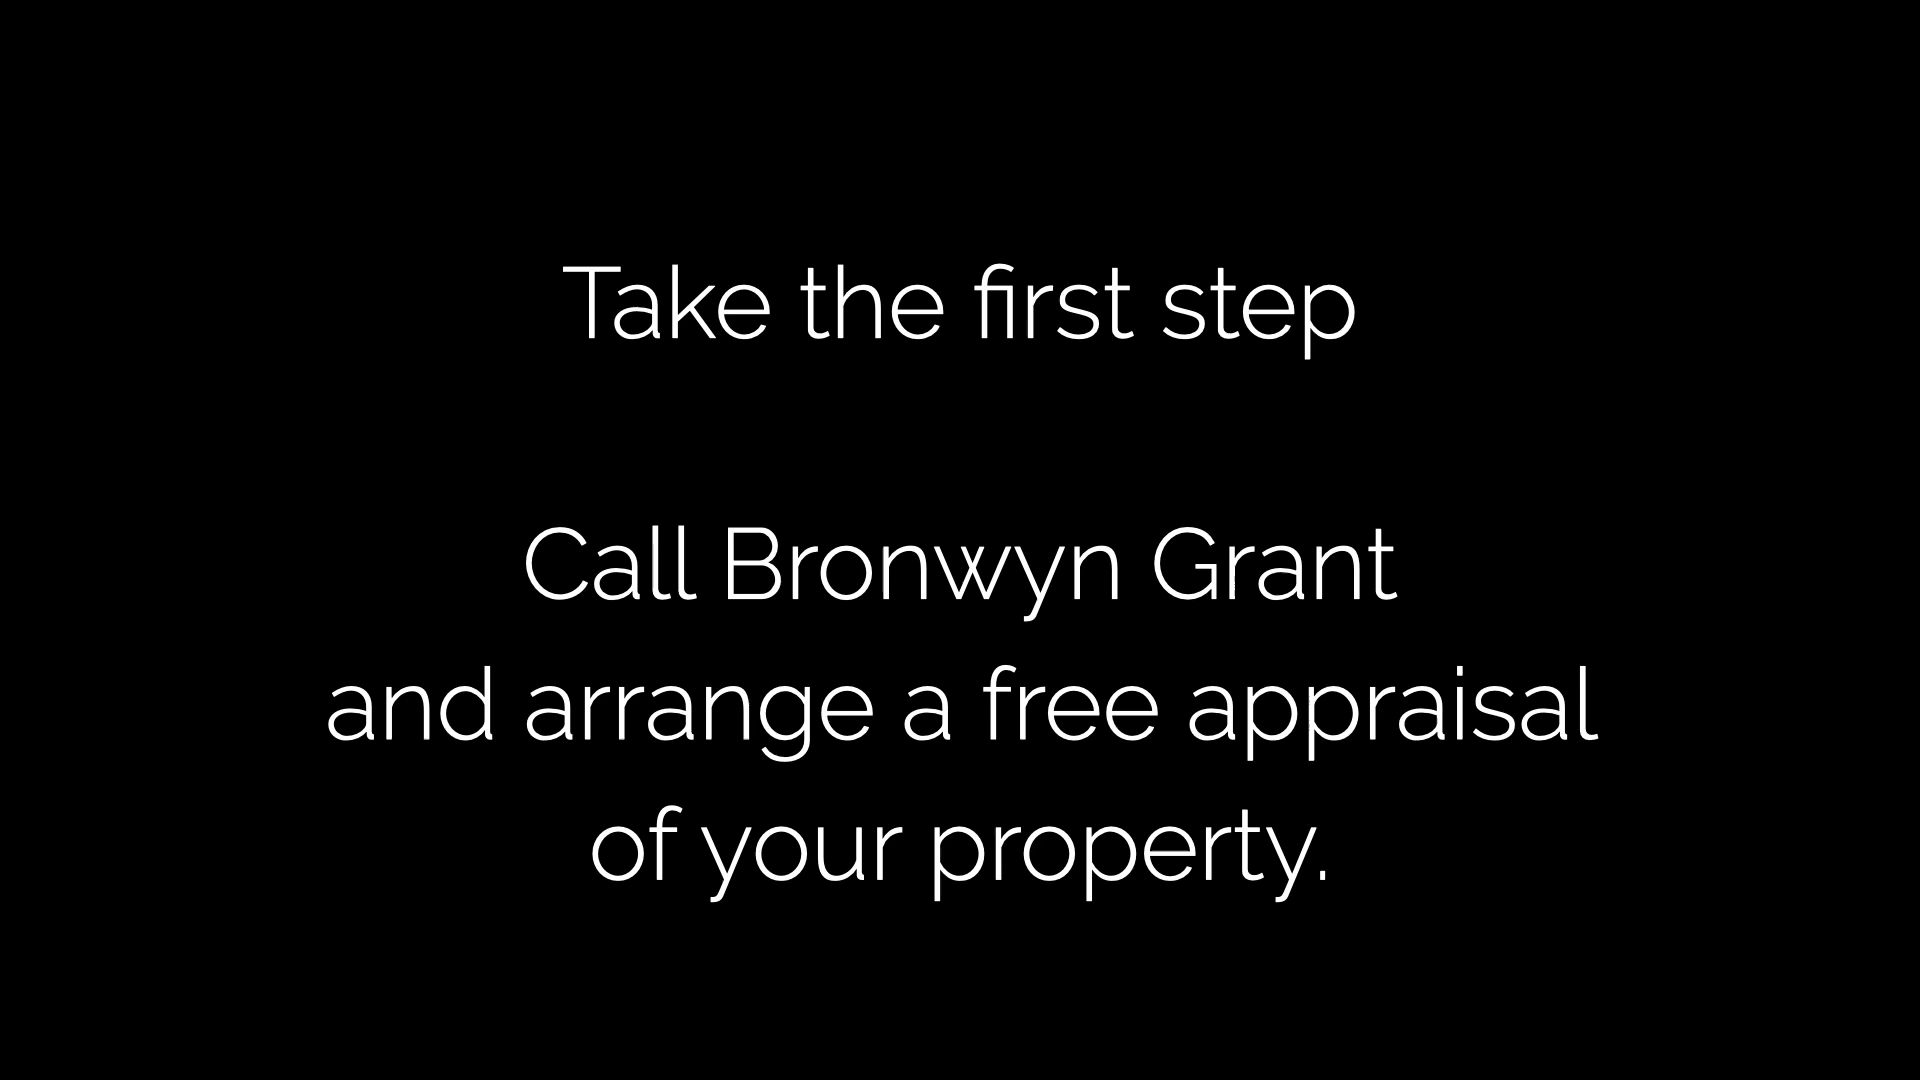 Take the first step
Call Bronwyn Grant
and arrange a free appraisal
of your property.